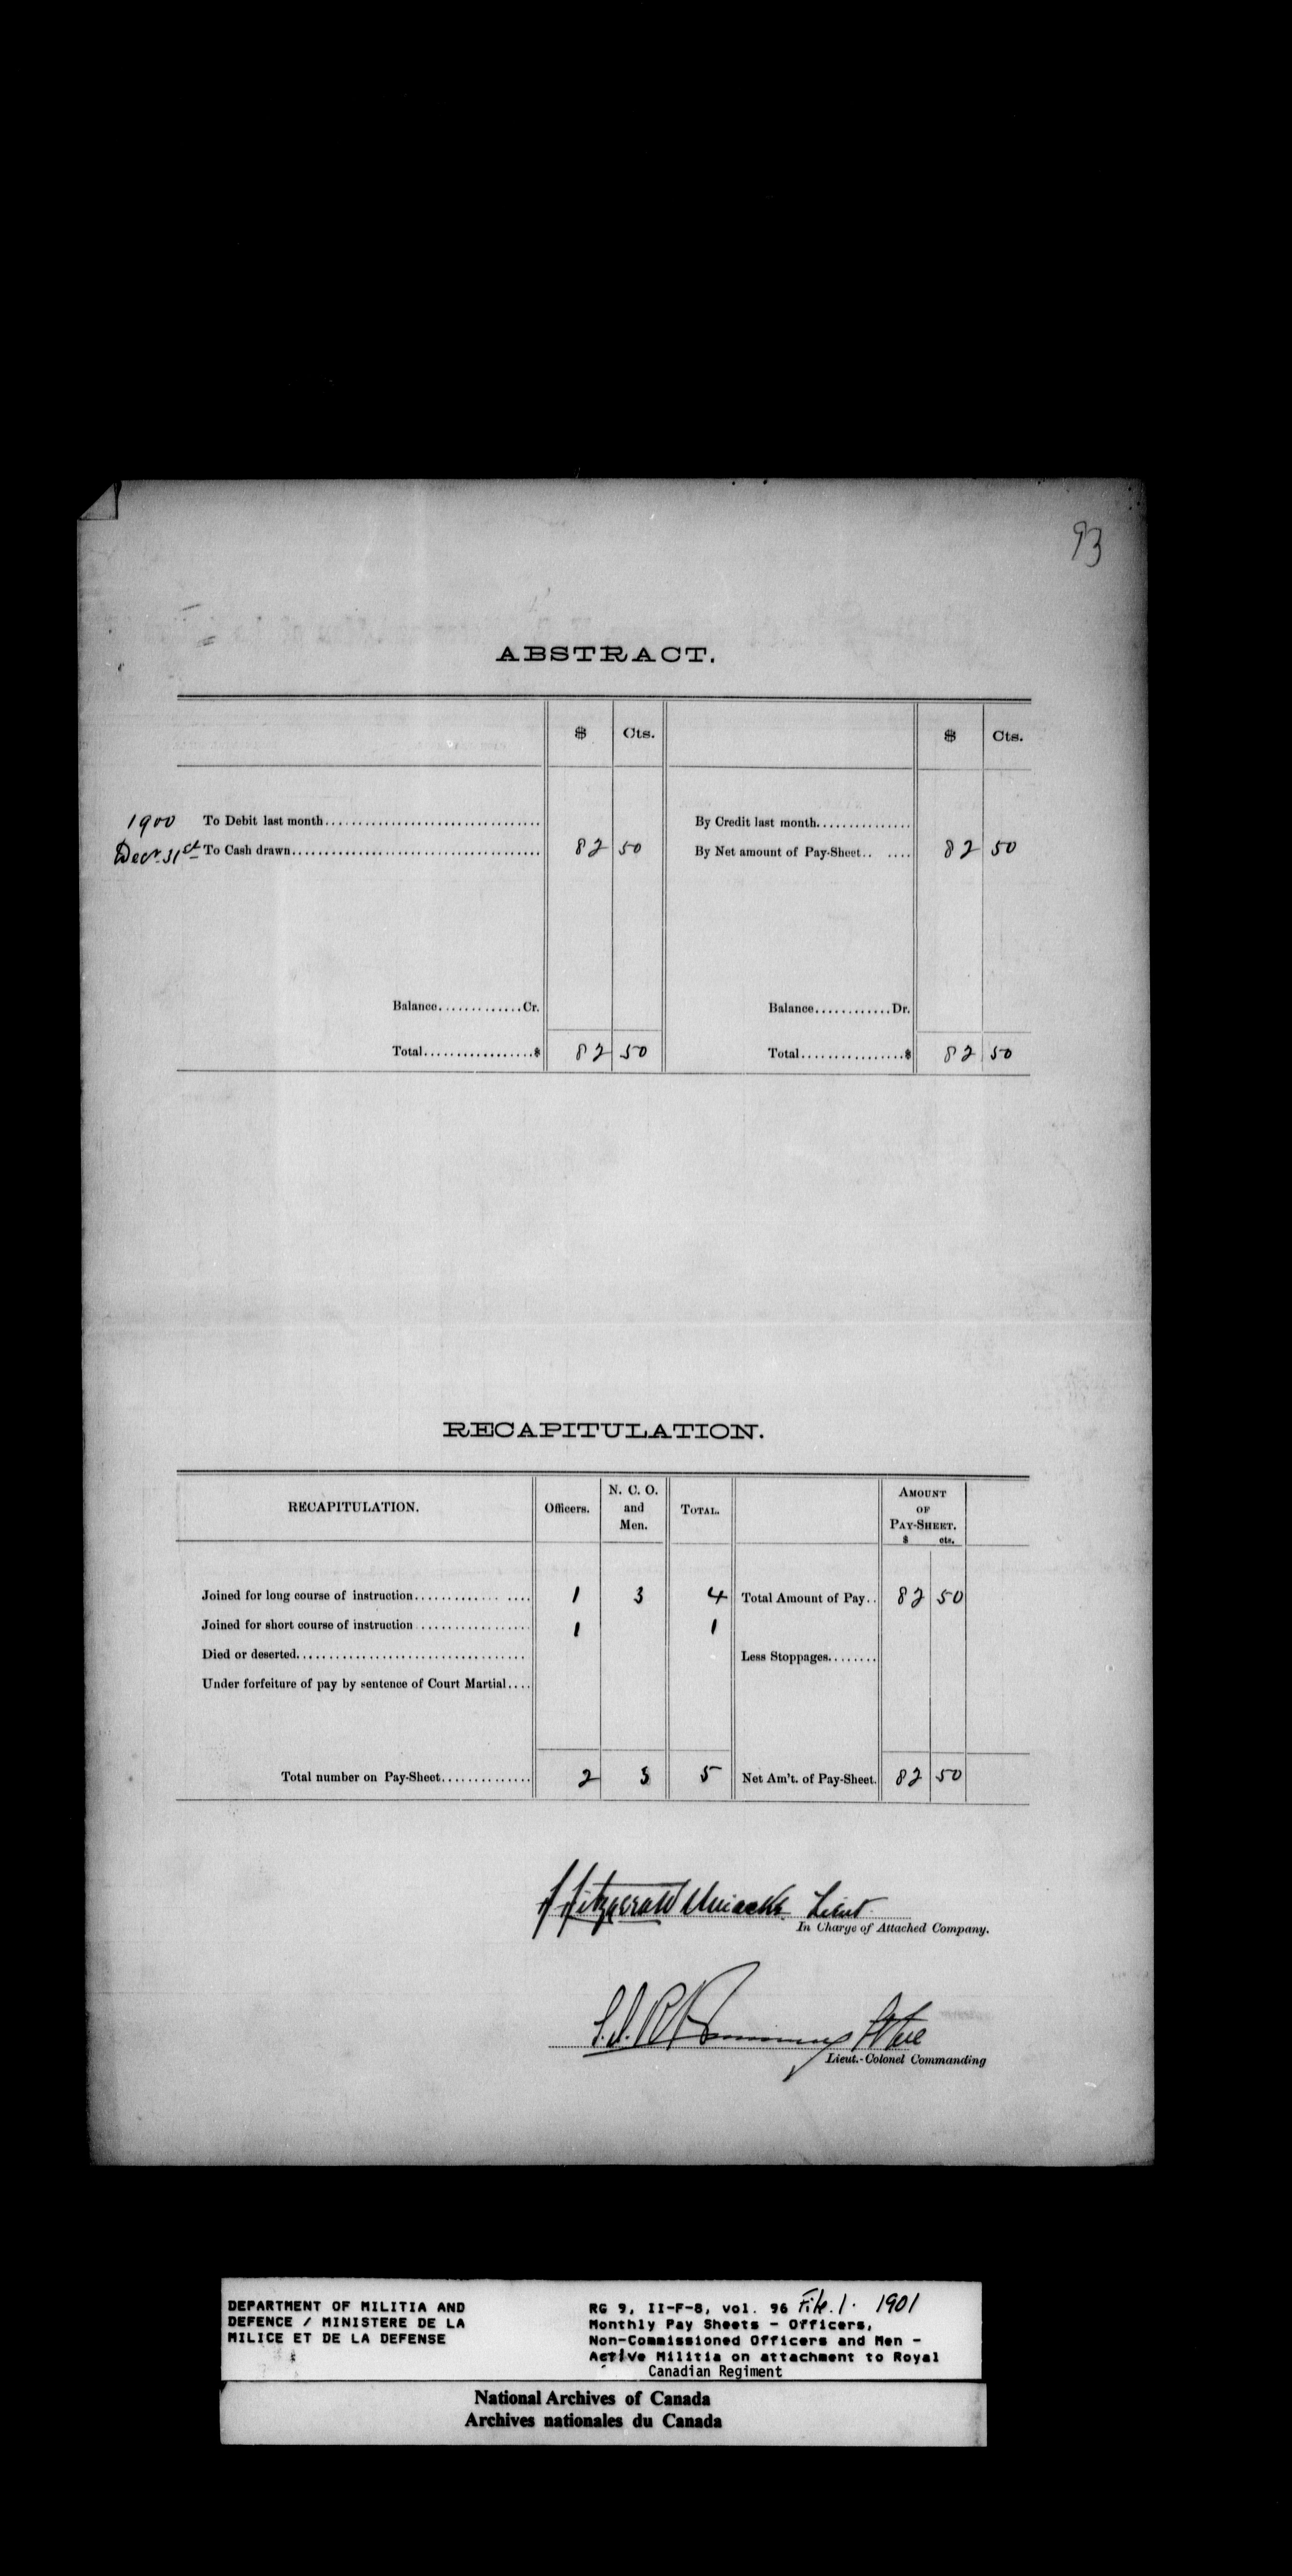 93
ABSTRACT.
$ Cts. $ Cts.
1900 To Debit last month By Credit last month
Decr. 31st To Cash drawn 82 50 By Net amount of Pay-Sheet 82 50
Balance Cr. Balance Dr.
Total $ 82 50 Total $ 82 50
RECAPITULATION.
RECAPITULATION. Officers. N. C. O. and Men. TOTAL. AMOUNT OF PAY-SHEET. $ cts.
Joined for long course of instruction 1 3 4 Total Amount of Pay 82 50
Joined for short course of instruction 1 1
Died or deserted Less Stoppages
Under forfeiture of pay by sentence of Court Martial
Total number on Pay-Sheet 2 3 5 Net Am't. of Pay-Sheet. 82 50
Fitzgerald Uniacke Lieut
In Charge of Attached Company.
Lieut.-Colonel Commanding
DEPARTMENT OF MILITIA AND
DEFENCE / MINISTERE DE LA
MILICE ET DE LA DEFENSE
RG 9, II-F-8, vol. 96 File. 1. 1901
Monthly Pay Sheets - Officers,
Non-Commissioned Officers and Men -
Active Militia on attachment to Royal
Canadian Regiment
National Archives of Canada
Archives nationales du Canada